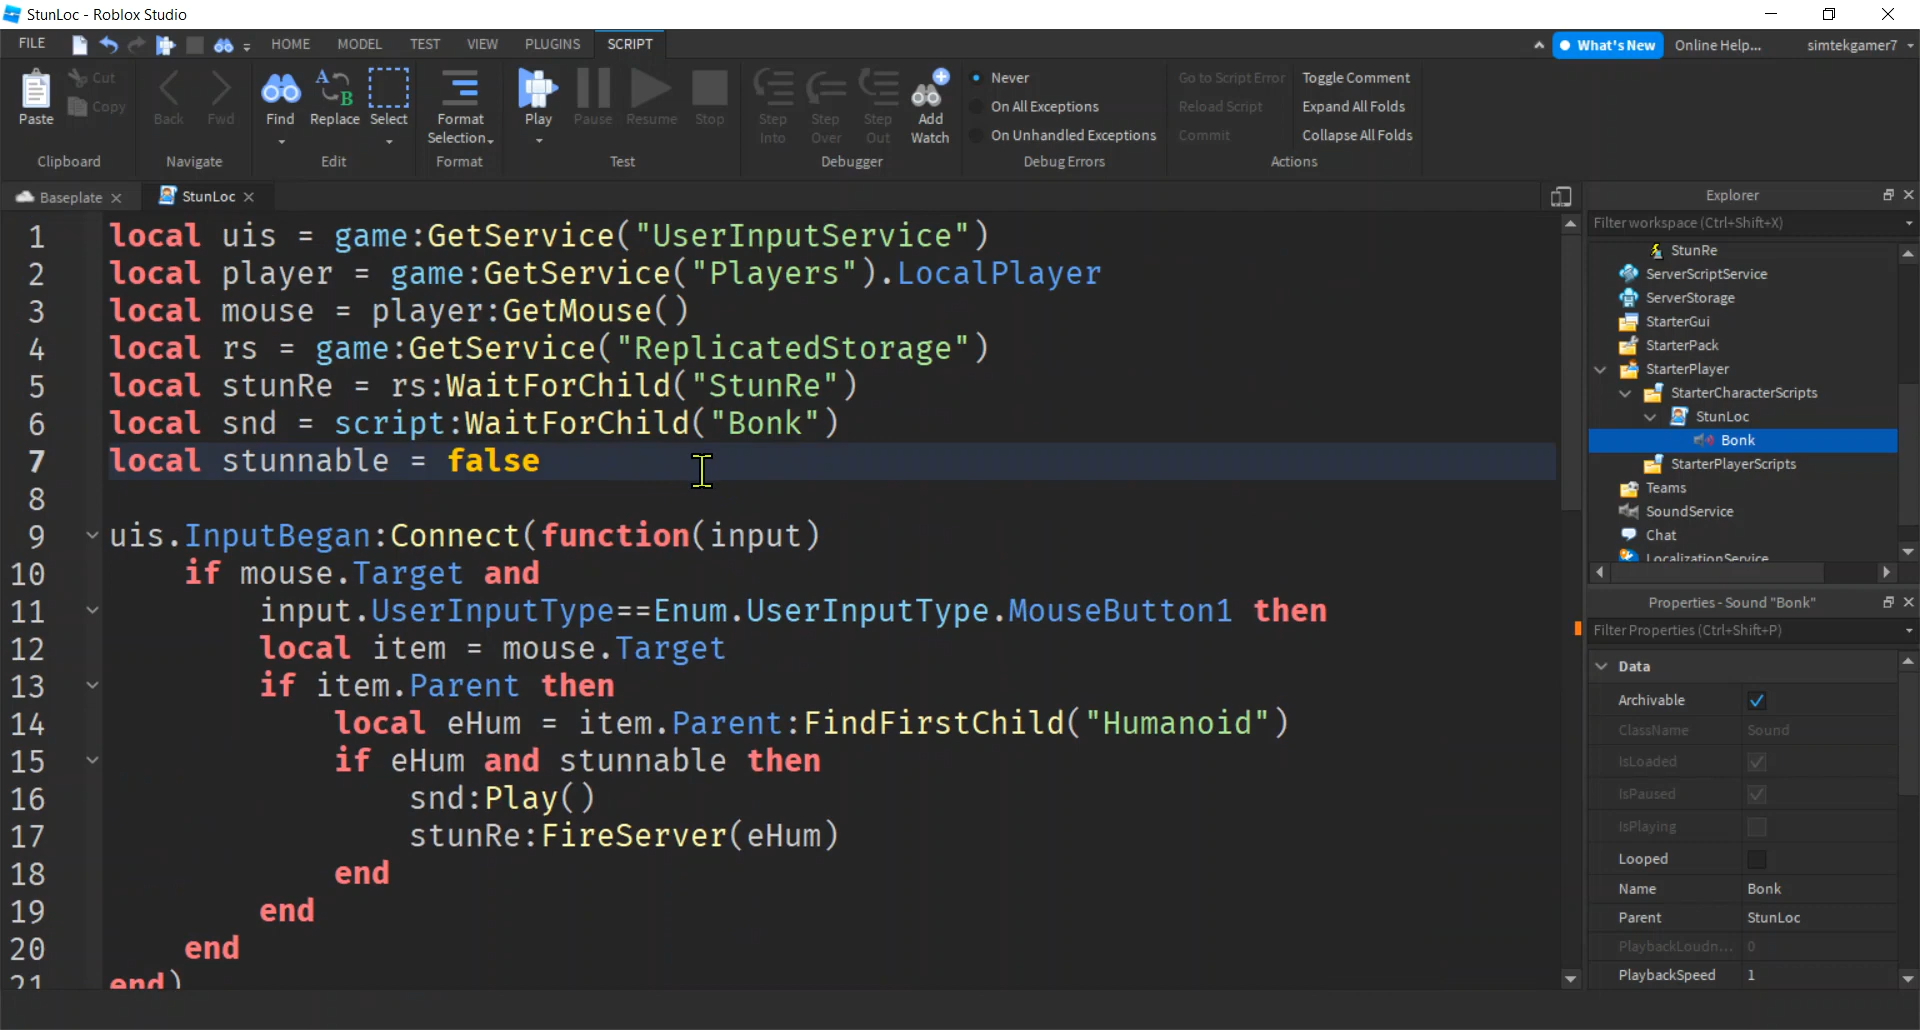 StunLoc - Roblox Studio
FILE HOME MODEL TEST VIEW PLUGINS SCRIPT What's New Online Help... simtekgamer7
Paste Cut Copy Clipboard
Back Fwd Navigate
Find Replace Select Edit
A B
Format Selection Format
Play Pause Resume Stop Test
Step Into Step Over Step Out Add Watch Debugger
Never
On All Exceptions
On Unhandled Exceptions
Debug Errors
Go to Script Error Toggle Comment
Reload Script Expand All Folds
Commit Collapse All Folds
Actions
Baseplate StunLoc
1 local uis = game:GetService("UserInputService")
2 local player = game:GetService("Players").LocalPlayer
3 local mouse = player:GetMouse()
4 local rs = game:GetService("ReplicatedStorage")
5 local stunRe = rs:WaitForChild("StunRe")
6 local snd = script:WaitForChild("Bonk")
7 local stunnable = false
8
9 uis.InputBegan:Connect(function(input)
10 if mouse.Target and
11 input.UserInputType==Enum.UserInputType.MouseButton1 then
12 local item = mouse.Target
13 if item.Parent then
14 local eHum = item.Parent:FindFirstChild("Humanoid")
15 if eHum and stunnable then
16 snd:Play()
17 stunRe:FireServer(eHum)
18 end
19 end
20 end
21 end)
Explorer
Filter workspace (Ctrl+Shift+X)
StunRe
ServerScriptService
ServerStorage
StarterGui
StarterPack
StarterPlayer
StarterCharacterScripts
StunLoc
Bonk
StarterPlayerScripts
Teams
SoundService
Chat
LocalizationService
Properties - Sound "Bonk"
Filter Properties (Ctrl+Shift+P)
Data
Archivable
ClassName Sound
IsLoaded
IsPaused
IsPlaying
Looped
Name Bonk
Parent StunLoc
PlaybackLoudn... 0
PlaybackSpeed 1